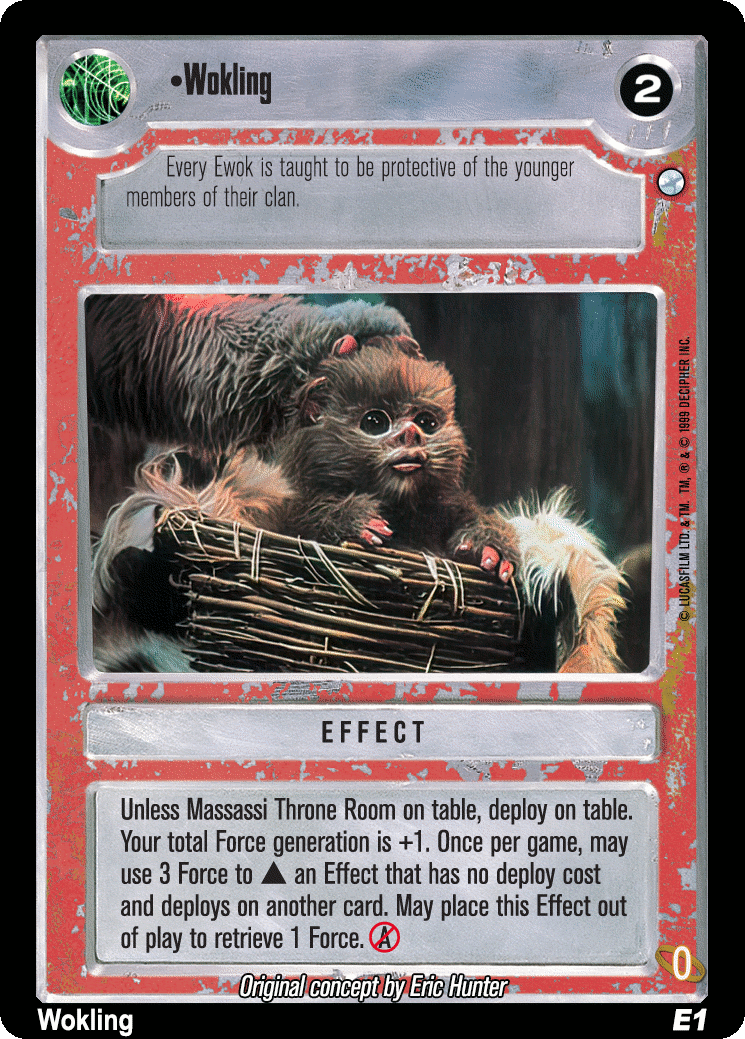 •Wokling
2
Every Ewok is taught to be protective of the younger
members of their clan.
© LUCASFILM LTD. & TM. TM, ® & © 1999 DECIPHER INC.
EFFECT
Unless Massassi Throne Room on table, deploy on table.
Your total Force generation is +1. Once per game, may
use 3 Force to ▲ an Effect that has no deploy cost
and deploys on another card. May place this Effect out
of play to retrieve 1 Force. A
0
Original concept by Eric Hunter
Wokling
E1